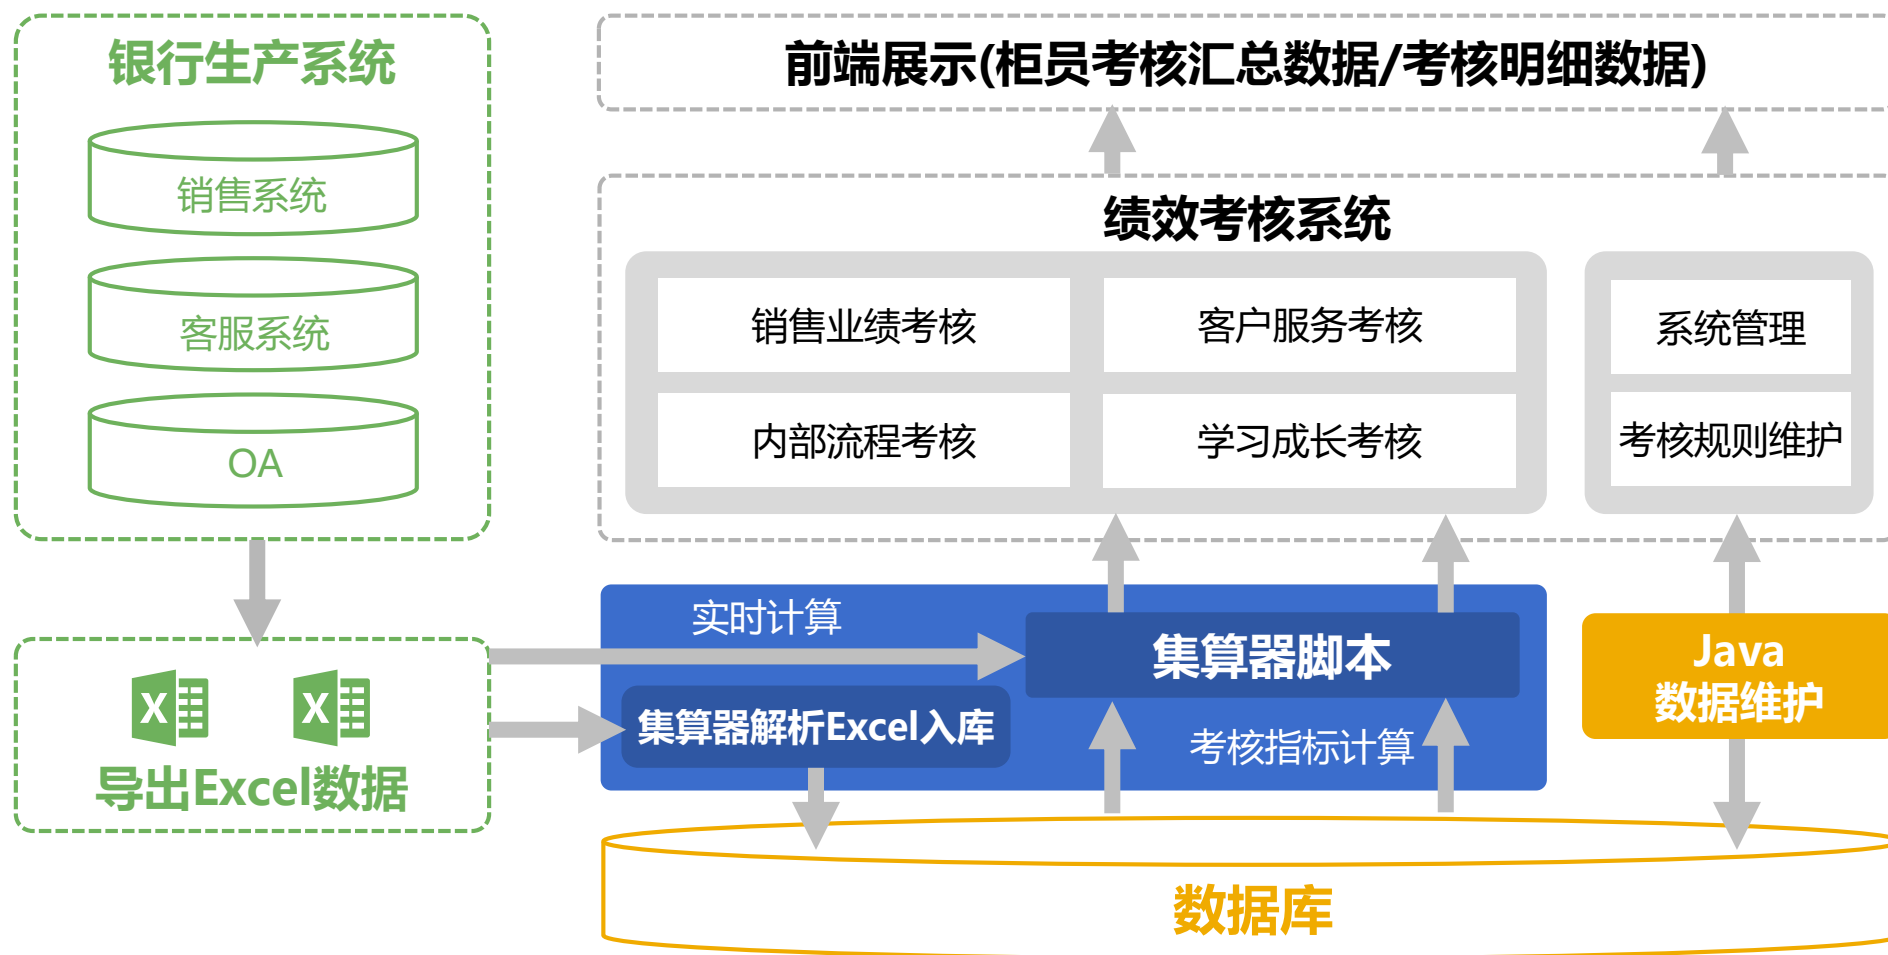 银行生产系统
销售系统
客服系统
OA
导出Excel数据
前端展示(柜员考核汇总数据/考核明细数据)
绩效考核系统
销售业绩考核
客户服务考核
内部流程考核
学习成长考核
系统管理
考核规则维护
实时计算
集算器脚本
集算器解析Excel入库
考核指标计算
Java
数据维护
数据库